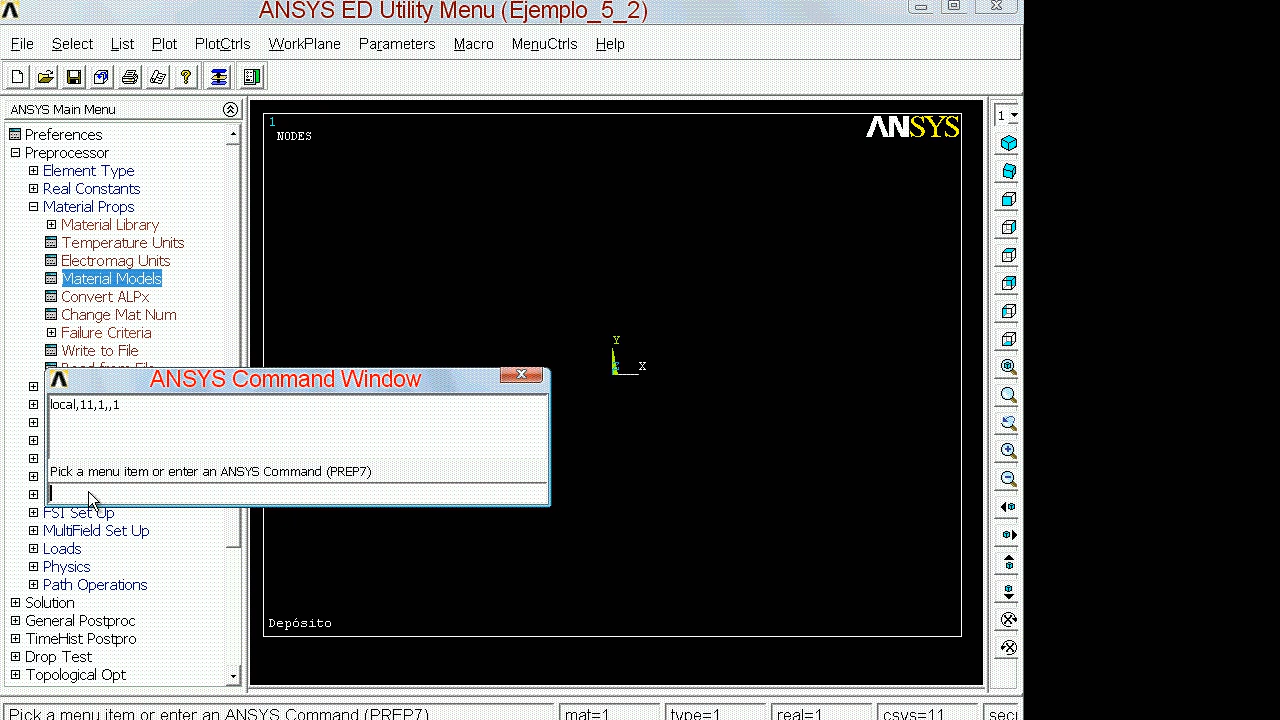 ANSYS ED Utility Menu (Ejemplo_5_2)
File Select List Plot PlotCtrls WorkPlane Parameters Macro MenuCtrls Help
ANSYS Main Menu
Preferences
Preprocessor
Element Type
Real Constants
Material Props
Material Library
Temperature Units
Electromag Units
Material Models
Convert ALPx
Change Mat Num
Failure Criteria
Write to File
Read from File
ANSYS Command Window
local,11,1,,1
Pick a menu item or enter an ANSYS Command (PREP7)
FSI Set Up
MultiField Set Up
Loads
Physics
Path Operations
Solution
General Postproc
TimeHist Postpro
Drop Test
Topological Opt
1
NODES
ANSYS
Y
X
Depósito
1
Pick a menu item or enter an ANSYS Command (PREP7) mat=1 type=1 real=1 csys=11 seci